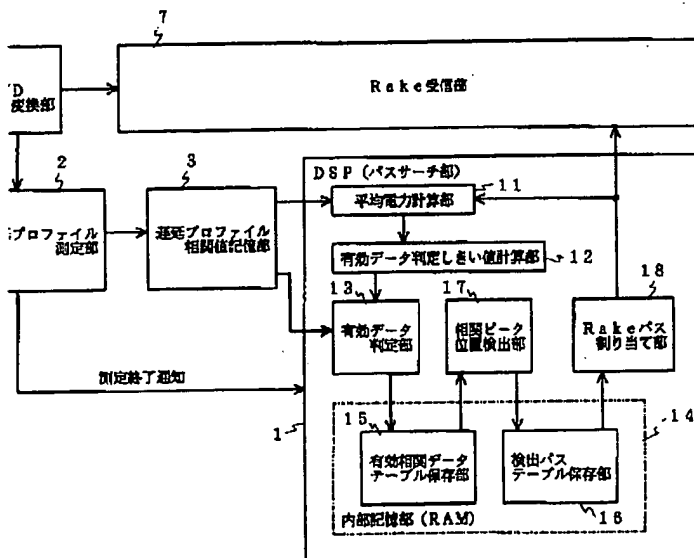 7
/D
変換部
Rake受信部
2
3
DSP(パスサーチ部)
11
平均電力計算部
プロファイル
測定部
遅延プロファイル
相関値記憶部
有効データ判定しきい値計算部
12
13
17
18
有効データ
判定部
相関ピーク
位置検出部
Rakeパス
割り当て部
測定終了通知
1
14
15
有効相関データ
テーブル保存部
検出パス
テーブル保存部
内部記憶部(RAM)
16